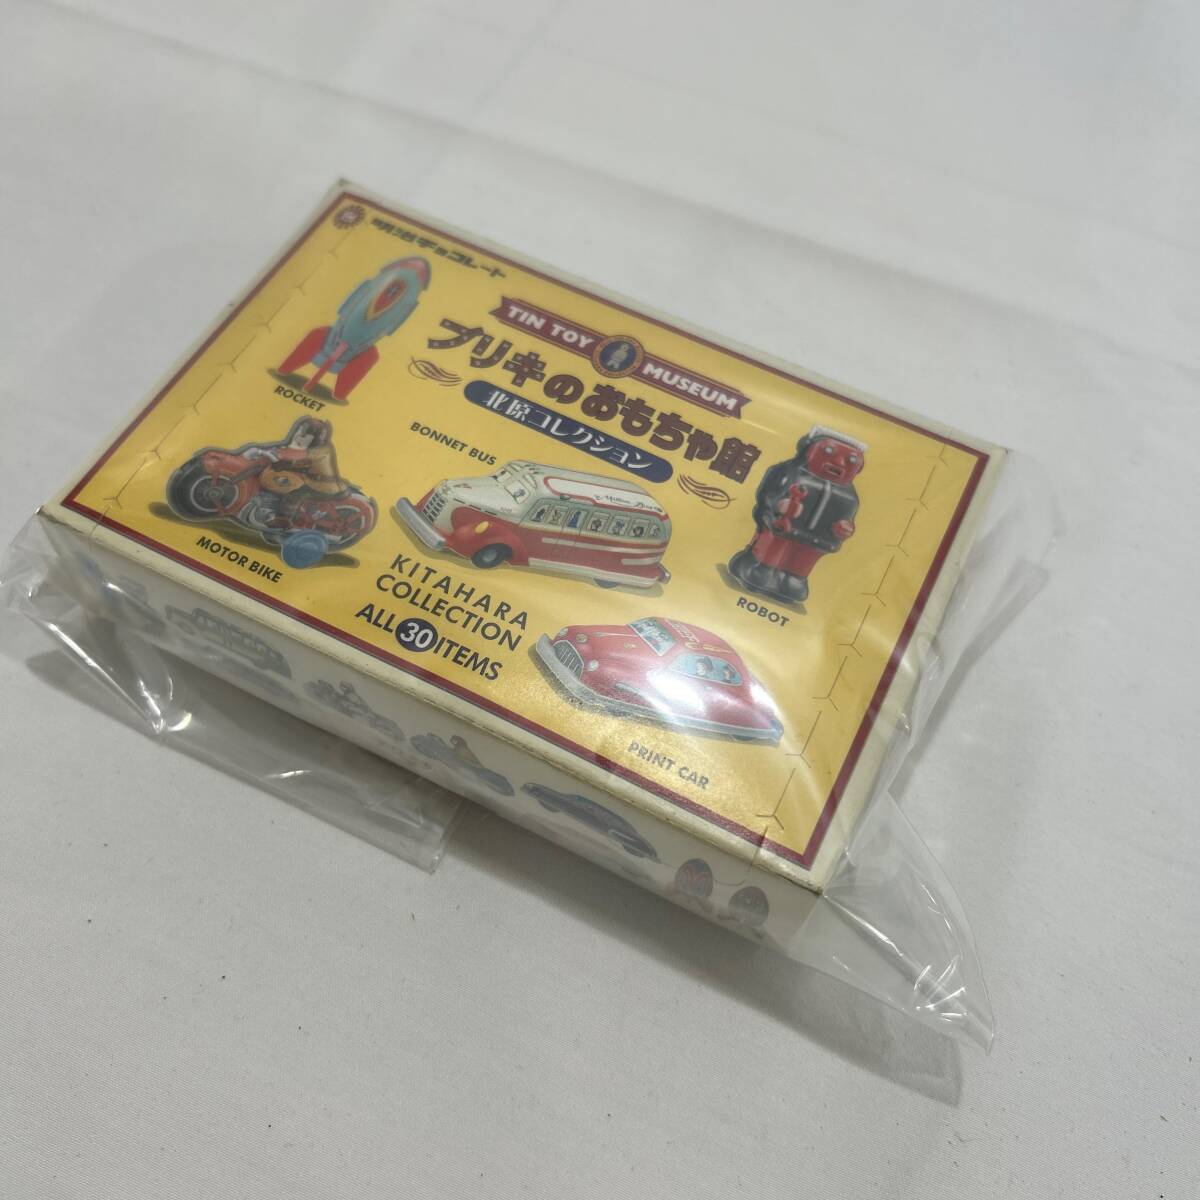 明治チョコレート
TIN TOY MUSEUM
ブリキのおもちゃ館
北原コレクション
ROCKET
BONNET BUS
MOTOR BIKE
ROBOT
KITAHARA
COLLECTION
ALL 30 ITEMS
PRINT CAR